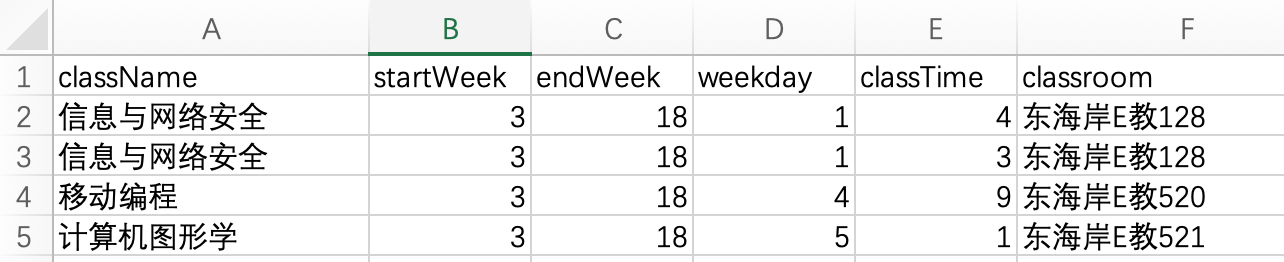 A B C D E F
1 className startWeek endWeek weekday classTime classroom
2 信息与网络安全 3 18 1 4 东海岸E教128
3 信息与网络安全 3 18 1 3 东海岸E教128
4 移动编程 3 18 4 9 东海岸E教520
5 计算机图形学 3 18 5 1 东海岸E教521